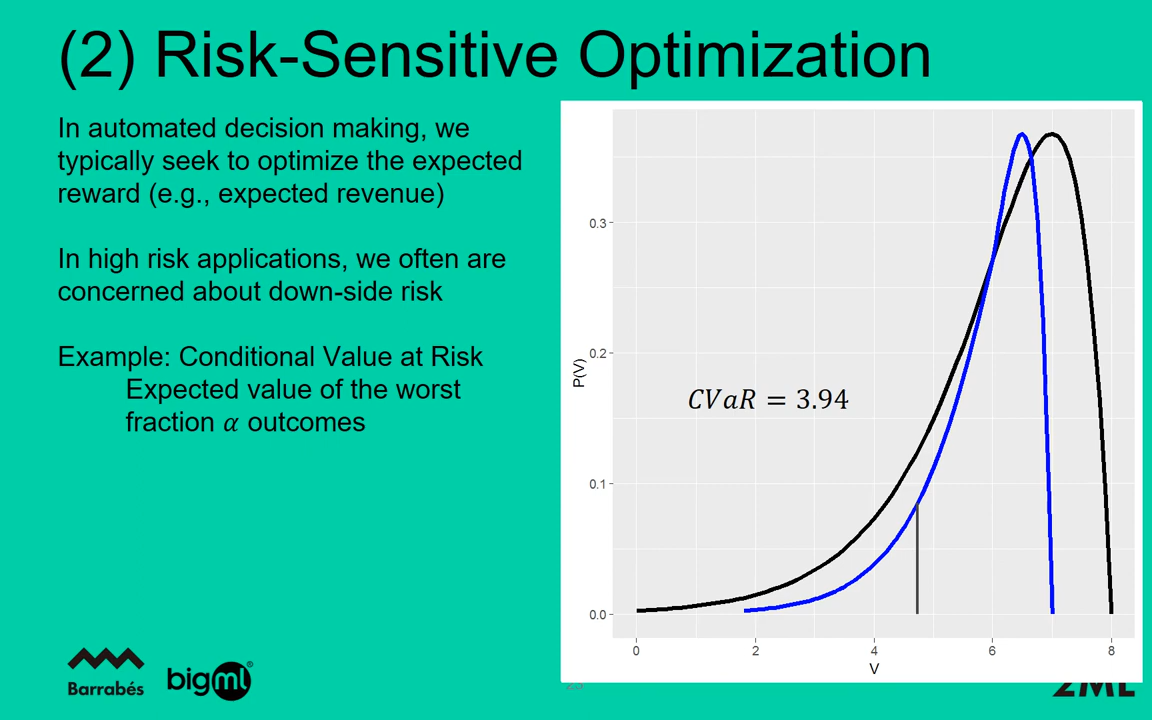 (2) Risk-Sensitive Optimization
In automated decision making, we
typically seek to optimize the expected
reward (e.g., expected revenue)
In high risk applications, we often are
concerned about down-side risk
Example: Conditional Value at Risk
Expected value of the worst
fraction α outcomes
P(V)
0.3
0.2
0.1
0.0
CVaR = 3.94
0 2 4 6 8
V
Barrabés
bigml®
23
2ML